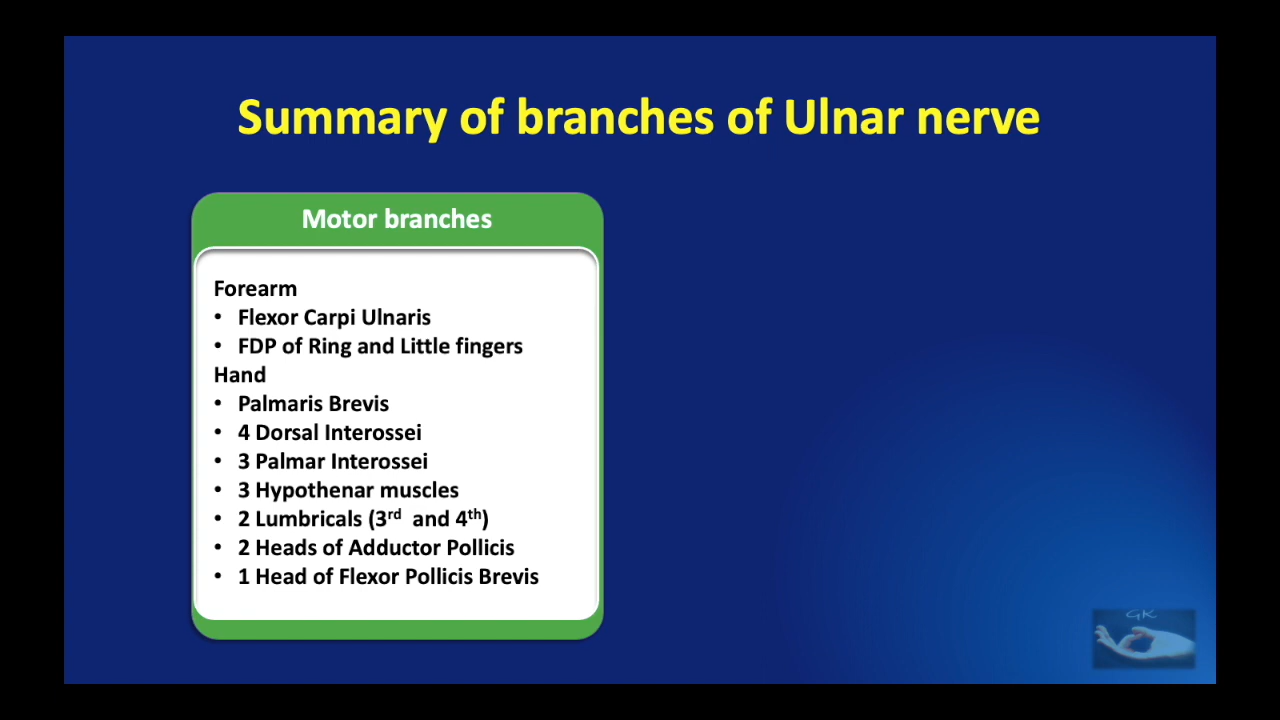 Summary of branches of Ulnar nerve
Motor branches
Forearm
• Flexor Carpi Ulnaris
• FDP of Ring and Little fingers
Hand
• Palmaris Brevis
• 4 Dorsal Interossei
• 3 Palmar Interossei
• 3 Hypothenar muscles
• 2 Lumbricals (3rd and 4th)
• 2 Heads of Adductor Pollicis
• 1 Head of Flexor Pollicis Brevis
GK